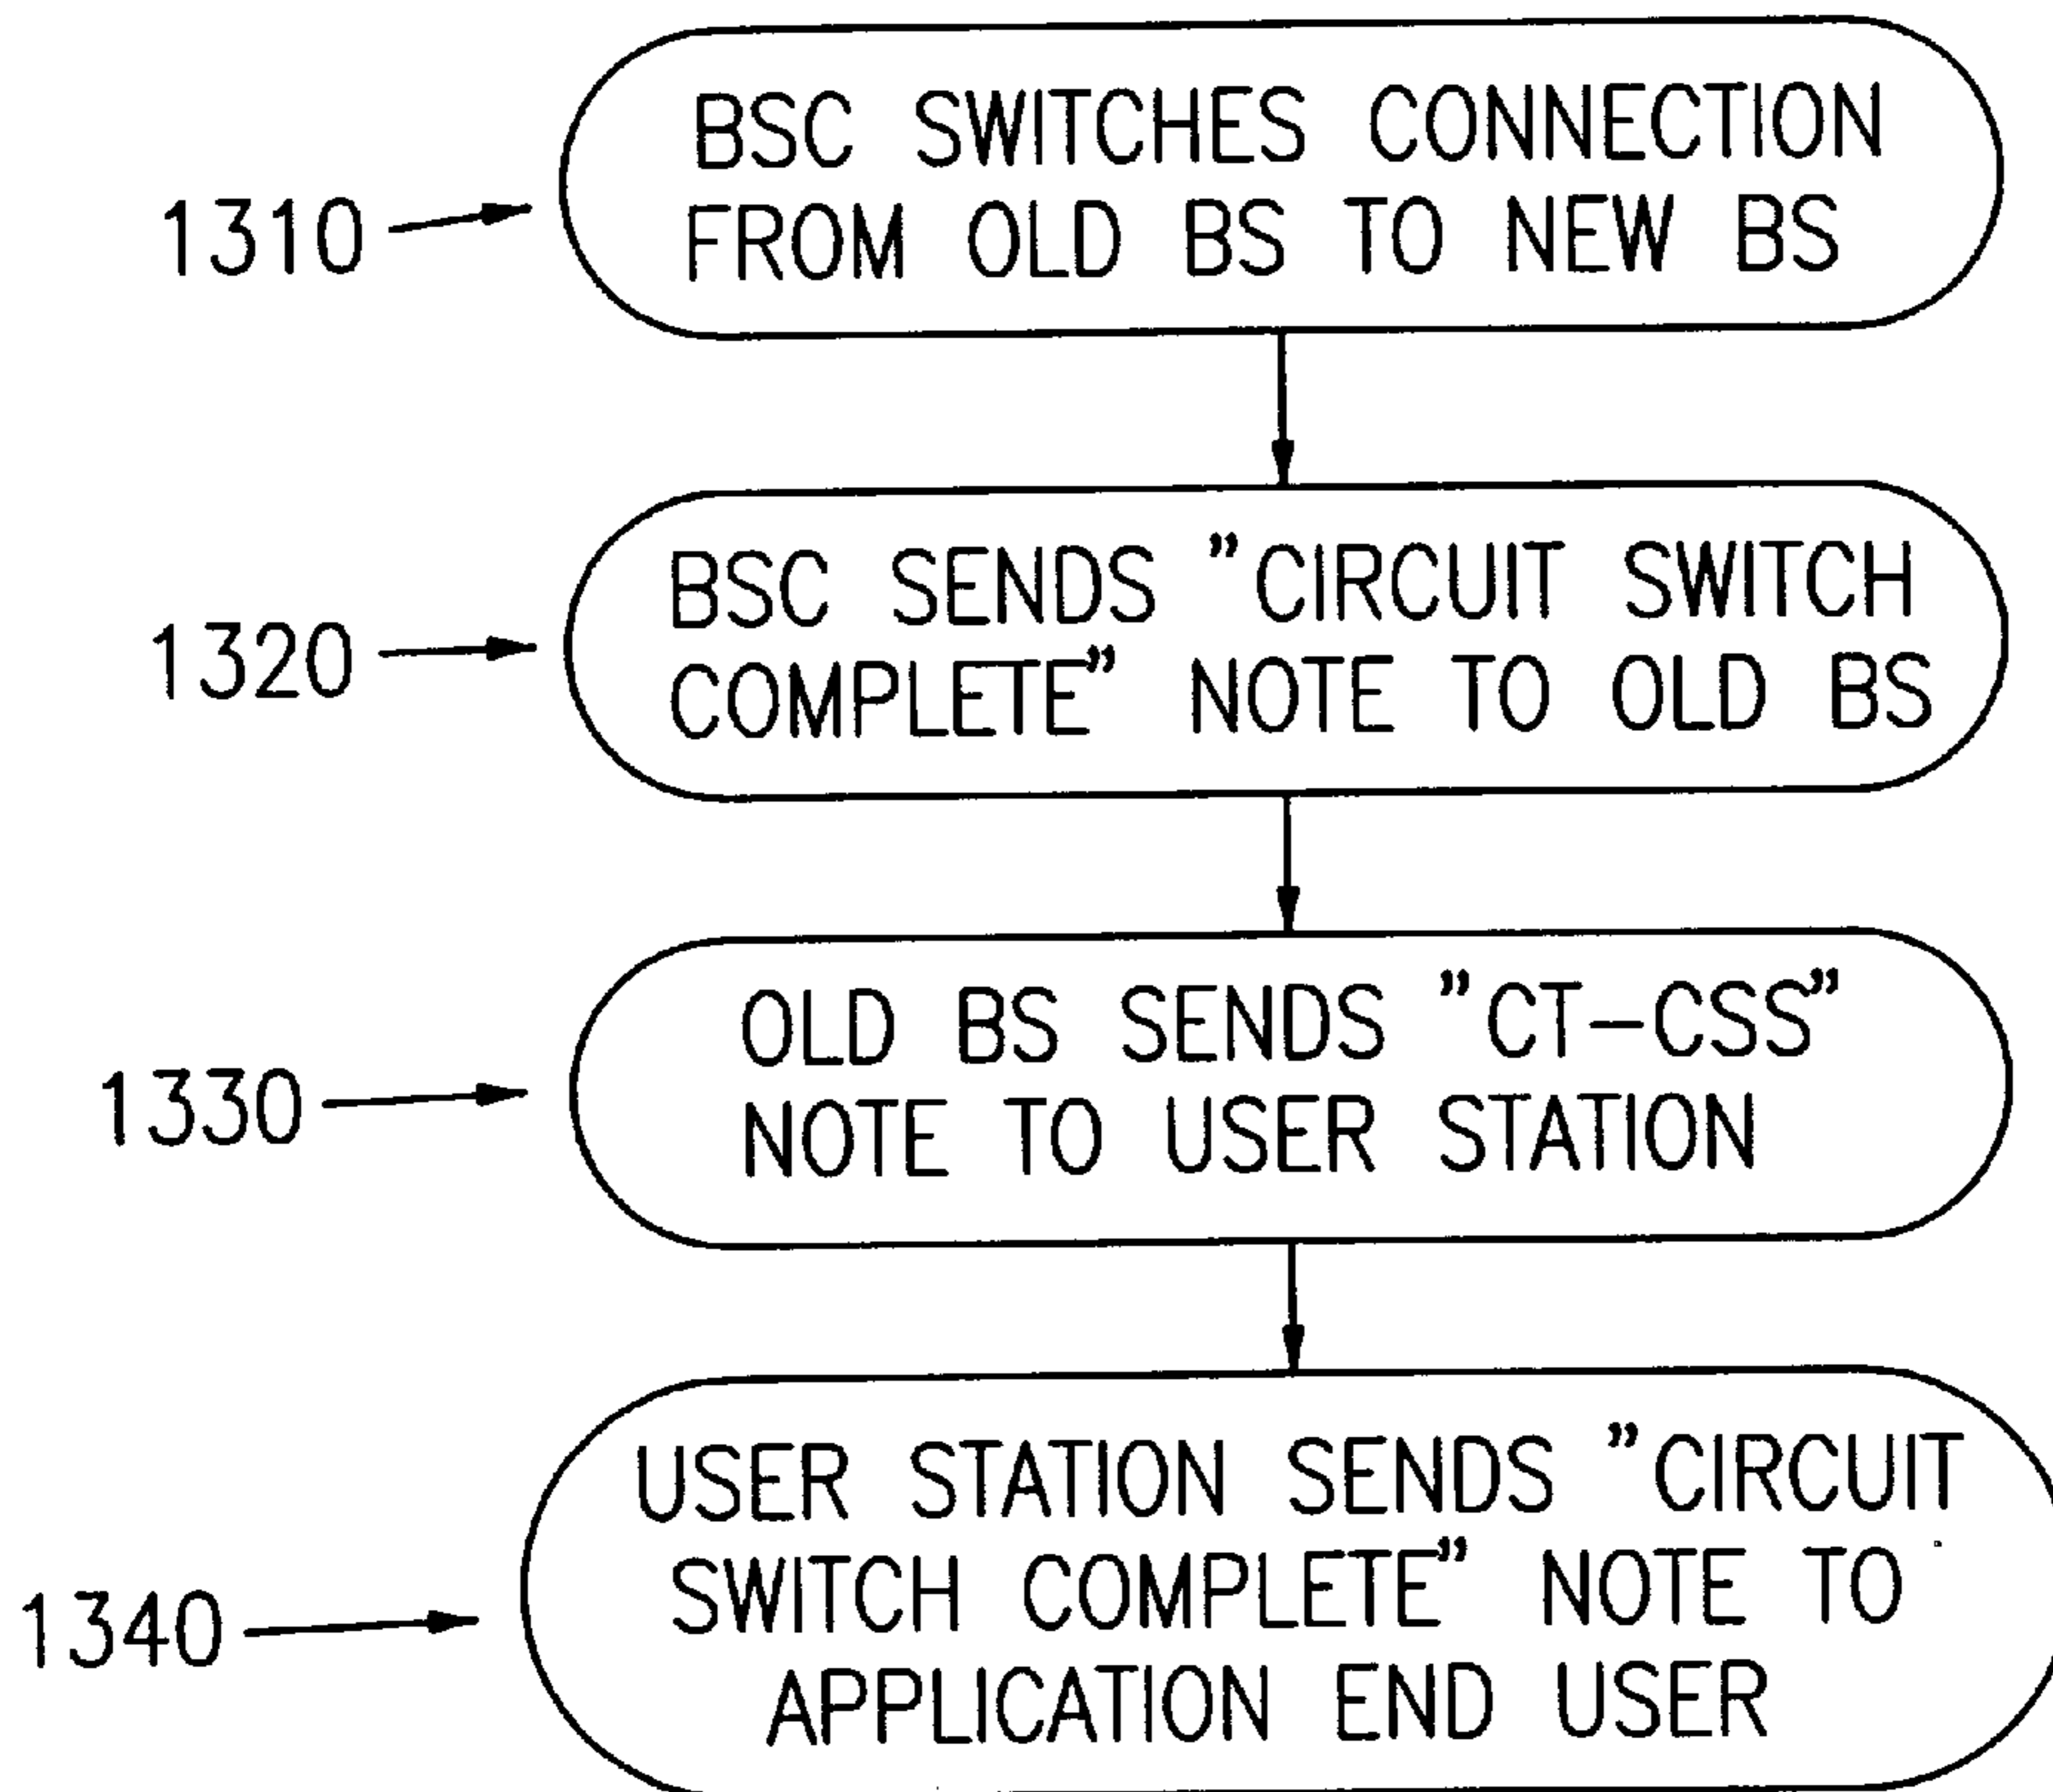 BSC SWITCHES CONNECTION
1310 FROM OLD BS TO NEW BS
BSC SENDS "CIRCUIT SWITCH
1320 COMPLETE" NOTE TO OLD BS
OLD BS SENDS "CT-CSS"
1330 NOTE TO USER STATION
USER STATION SENDS "CIRCUIT
1340 SWITCH COMPLETE" NOTE TO
APPLICATION END USER